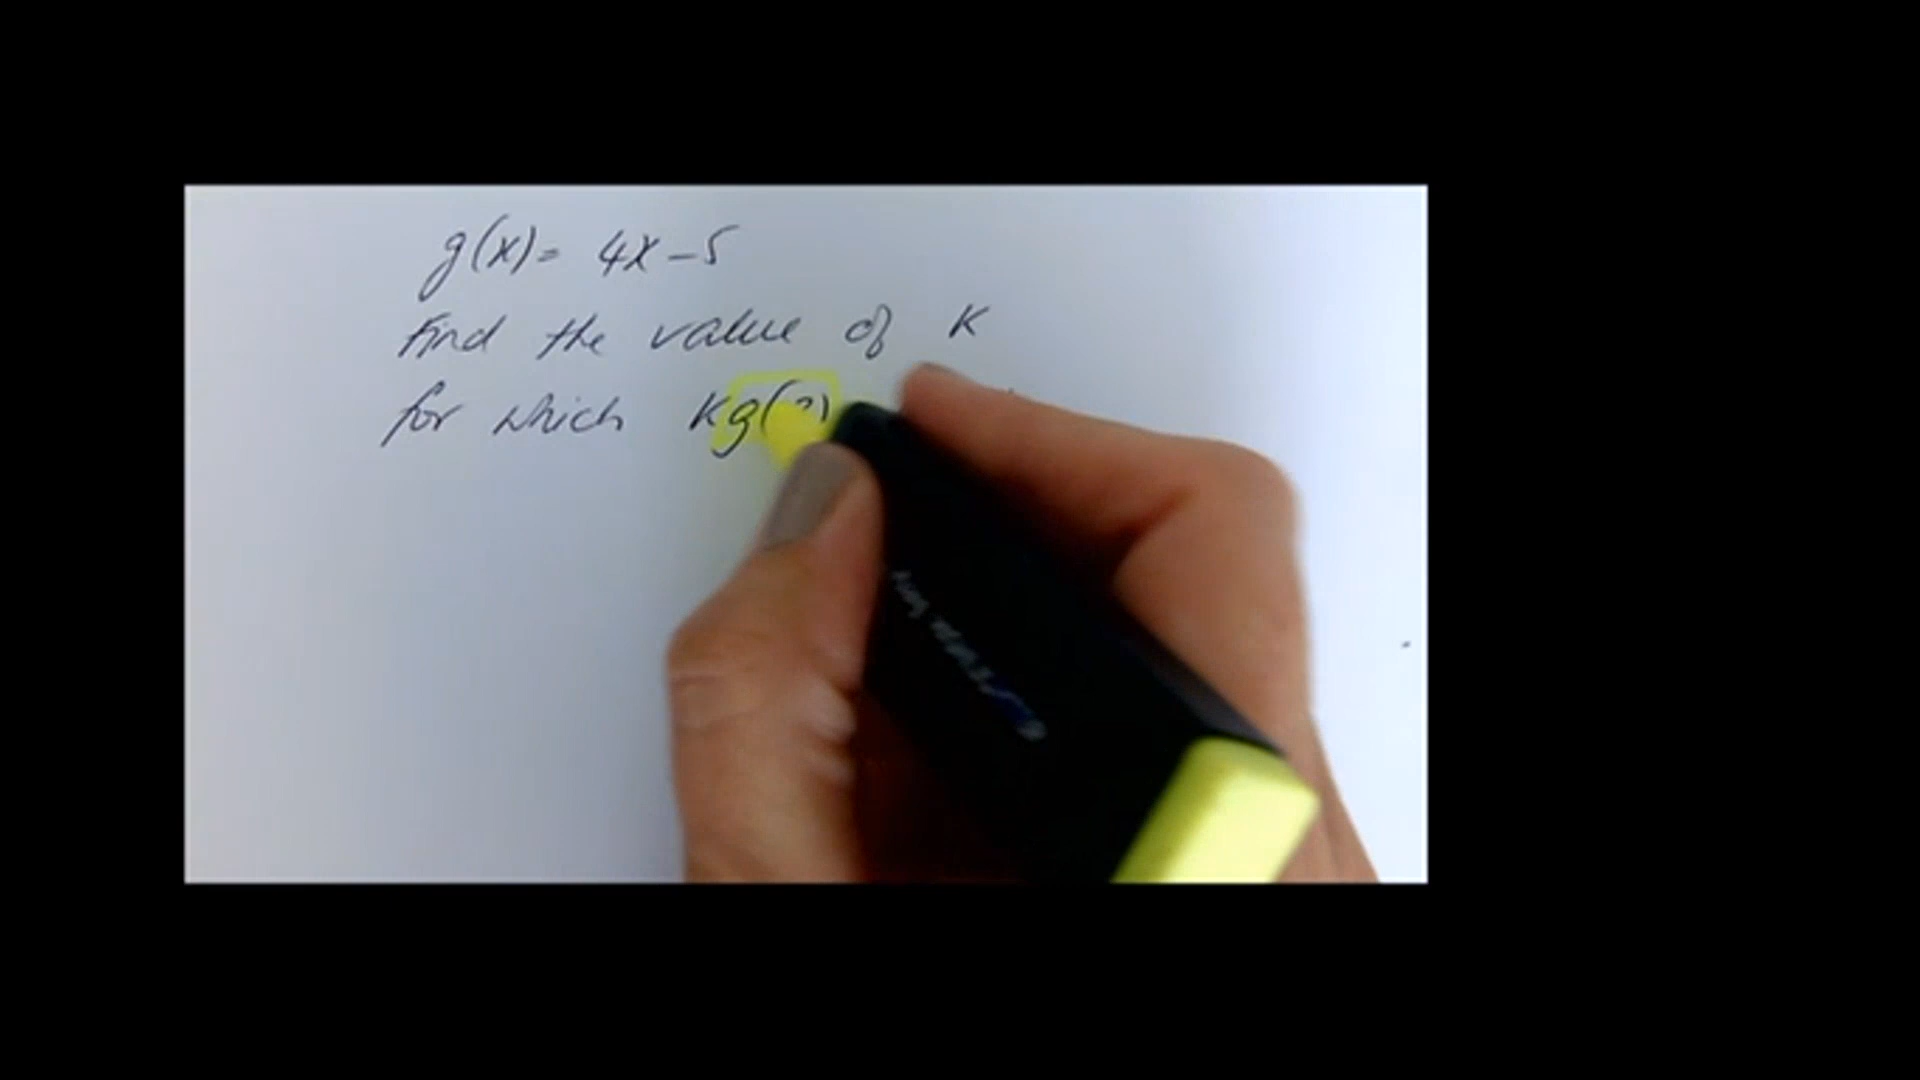 g(x)= 4x-5
Find the value of K
for which Kg(